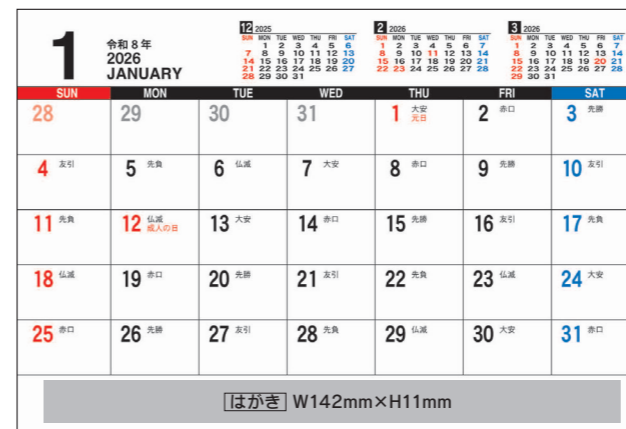 1
令和8年
2026
JANUARY
12 2025
SUN MON TUE WED THU FRI SAT
1 2 3 4 5 6
7 8 9 10 11 12 13
14 15 16 17 18 19 20
21 22 23 24 25 26 27
28 29 30 31
2 2026
SUN MON TUE WED THU FRI SAT
1 2 3 4 5 6 7
8 9 10 11 12 13 14
15 16 17 18 19 20 21
22 23 24 25 26 27 28
3 2026
SUN MON TUE WED THU FRI SAT
1 2 3 4 5 6 7
8 9 10 11 12 13 14
15 16 17 18 19 20 21
22 23 24 25 26 27 28
29 30 31
SUN MON TUE WED THU FRI SAT
28 29 30 31 1 大安 元日 2 赤口 3 先勝
4 友引 5 先負 6 仏滅 7 大安 8 赤口 9 先勝 10 友引
11 先負 12 仏滅 成人の日 13 大安 14 赤口 15 先勝 16 友引 17 先負
18 仏滅 19 赤口 20 先勝 21 友引 22 先負 23 仏滅 24 大安
25 赤口 26 先勝 27 友引 28 先負 29 仏滅 30 大安 31 赤口
はがき W142mm×H11mm